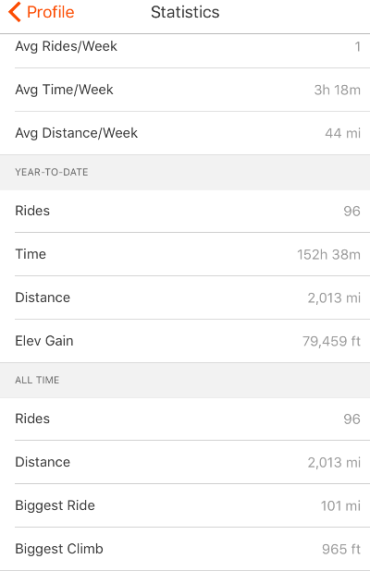 Profile Statistics
Avg Rides/Week 1
Avg Time/Week 3h 18m
Avg Distance/Week 44 mi
YEAR-TO-DATE
Rides 96
Time 152h 38m
Distance 2,013 mi
Elev Gain 79,459 ft
ALL TIME
Rides 96
Distance 2,013 mi
Biggest Ride 101 mi
Biggest Climb 965 ft